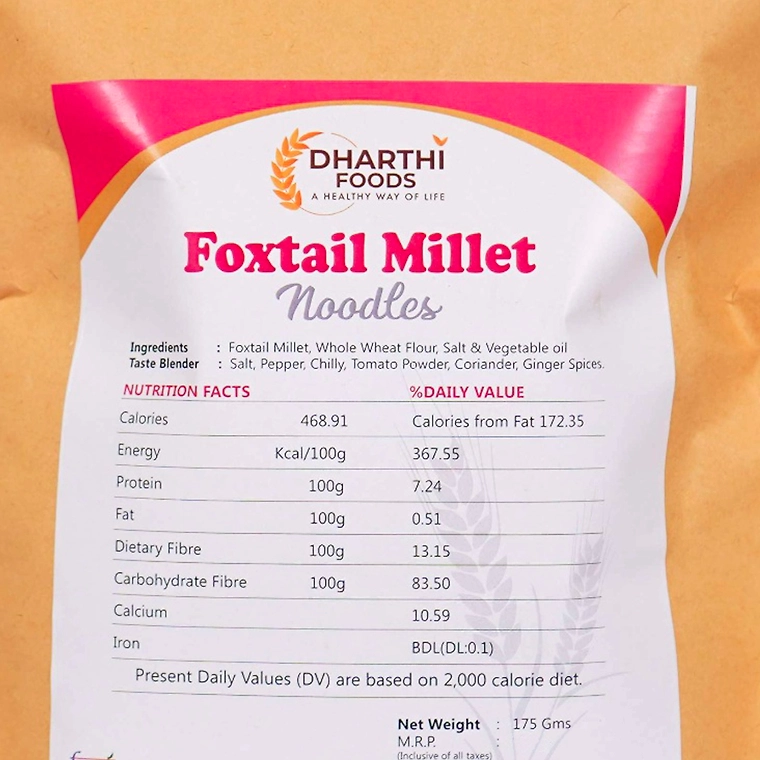 DHARTHI
FOODS
A HEALTHY WAY OF LIFE
Foxtail Millet
Noodles
Ingredients : Foxtail Millet, Whole Wheat Flour, Salt & Vegetable oil
Taste Blender : Salt, Pepper, Chilly, Tomato Powder, Coriander, Ginger Spices.
NUTRITION FACTS %DAILY VALUE
Calories 468.91 Calories from Fat 172.35
Energy Kcal/100g 367.55
Protein 100g 7.24
Fat 100g 0.51
Dietary Fibre 100g 13.15
Carbohydrate Fibre 100g 83.50
Calcium 10.59
Iron BDL(DL:0.1)
Present Daily Values (DV) are based on 2,000 calorie diet.
Net Weight : 175 Gms
M.R.P. :
(Inclusive of all taxes)